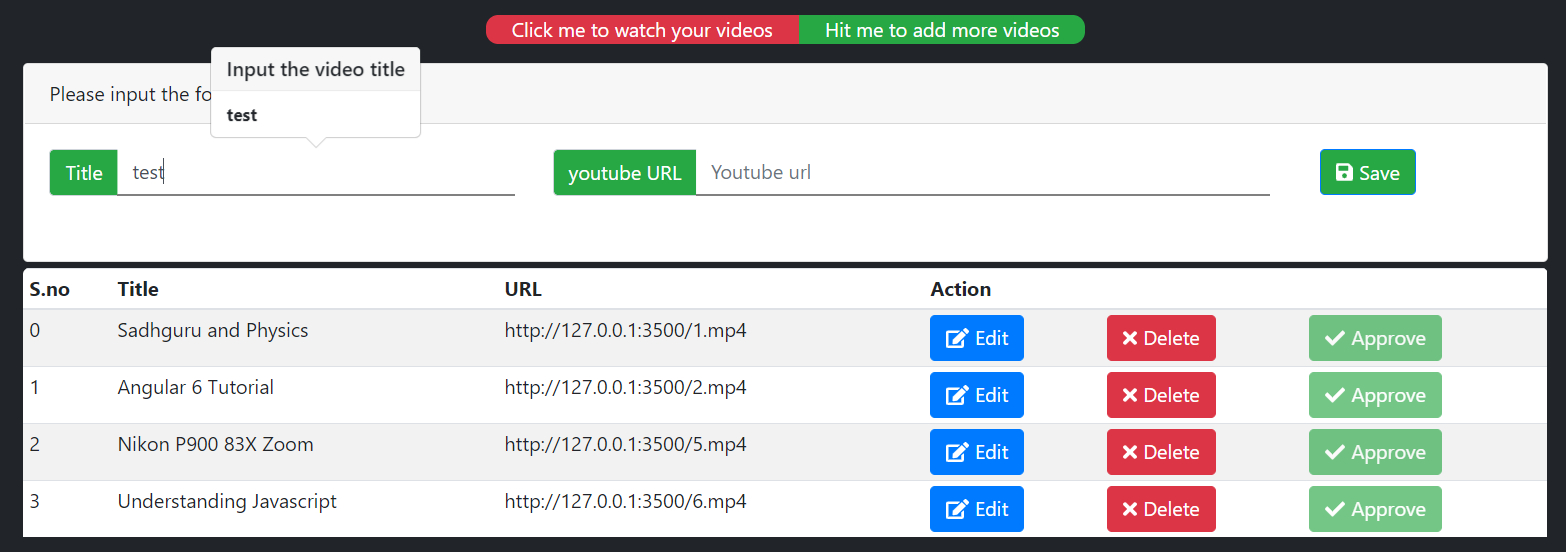 Click me to watch your videos Hit me to add more videos
Input the video title
Please input the fo
test
Title test youtube URL Youtube url Save
S.no Title URL Action
0 Sadhguru and Physics http://127.0.0.1:3500/1.mp4 Edit Delete Approve
1 Angular 6 Tutorial http://127.0.0.1:3500/2.mp4 Edit Delete Approve
2 Nikon P900 83X Zoom http://127.0.0.1:3500/5.mp4 Edit Delete Approve
3 Understanding Javascript http://127.0.0.1:3500/6.mp4 Edit Delete Approve